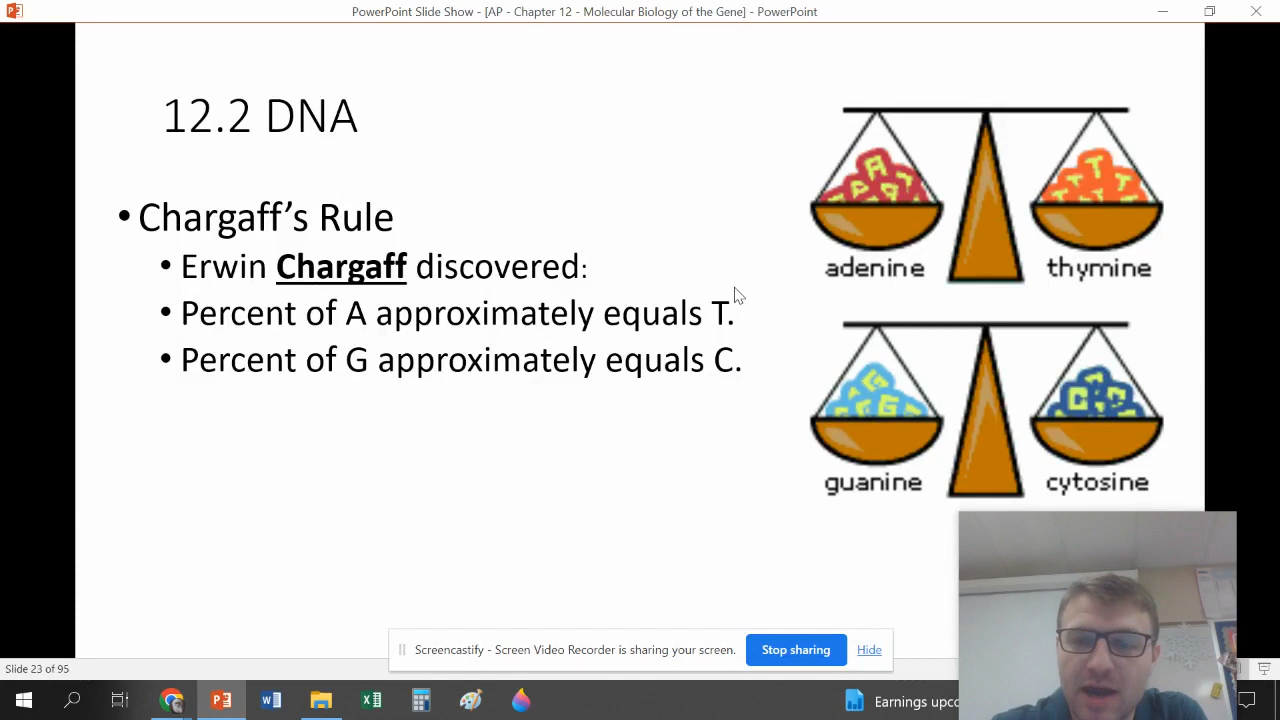 PowerPoint Slide Show - [AP - Chapter 12 - Molecular Biology of the Gene] - PowerPoint
12.2 DNA
• Chargaff's Rule
• Erwin Chargaff discovered:
• Percent of A approximately equals T.
• Percent of G approximately equals C.
A
T
adenine
thymine
G
C
guanine
cytosine
Screencastify - Screen Video Recorder is sharing your screen.
Stop sharing
Hide
Slide 23 of 95
Earnings upco